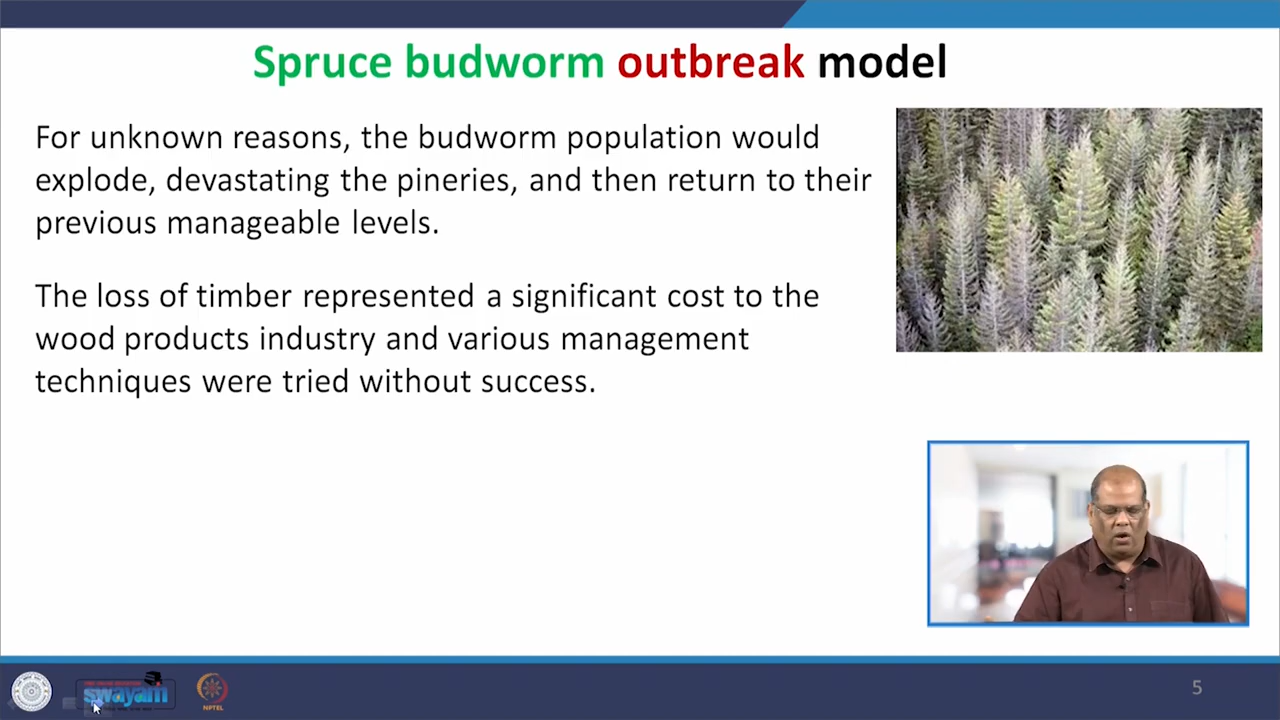 Spruce budworm outbreak model
For unknown reasons, the budworm population would
explode, devastating the pineries, and then return to their
previous manageable levels.
The loss of timber represented a significant cost to the
wood products industry and various management
techniques were tried without success.
swayam
NPTEL
5